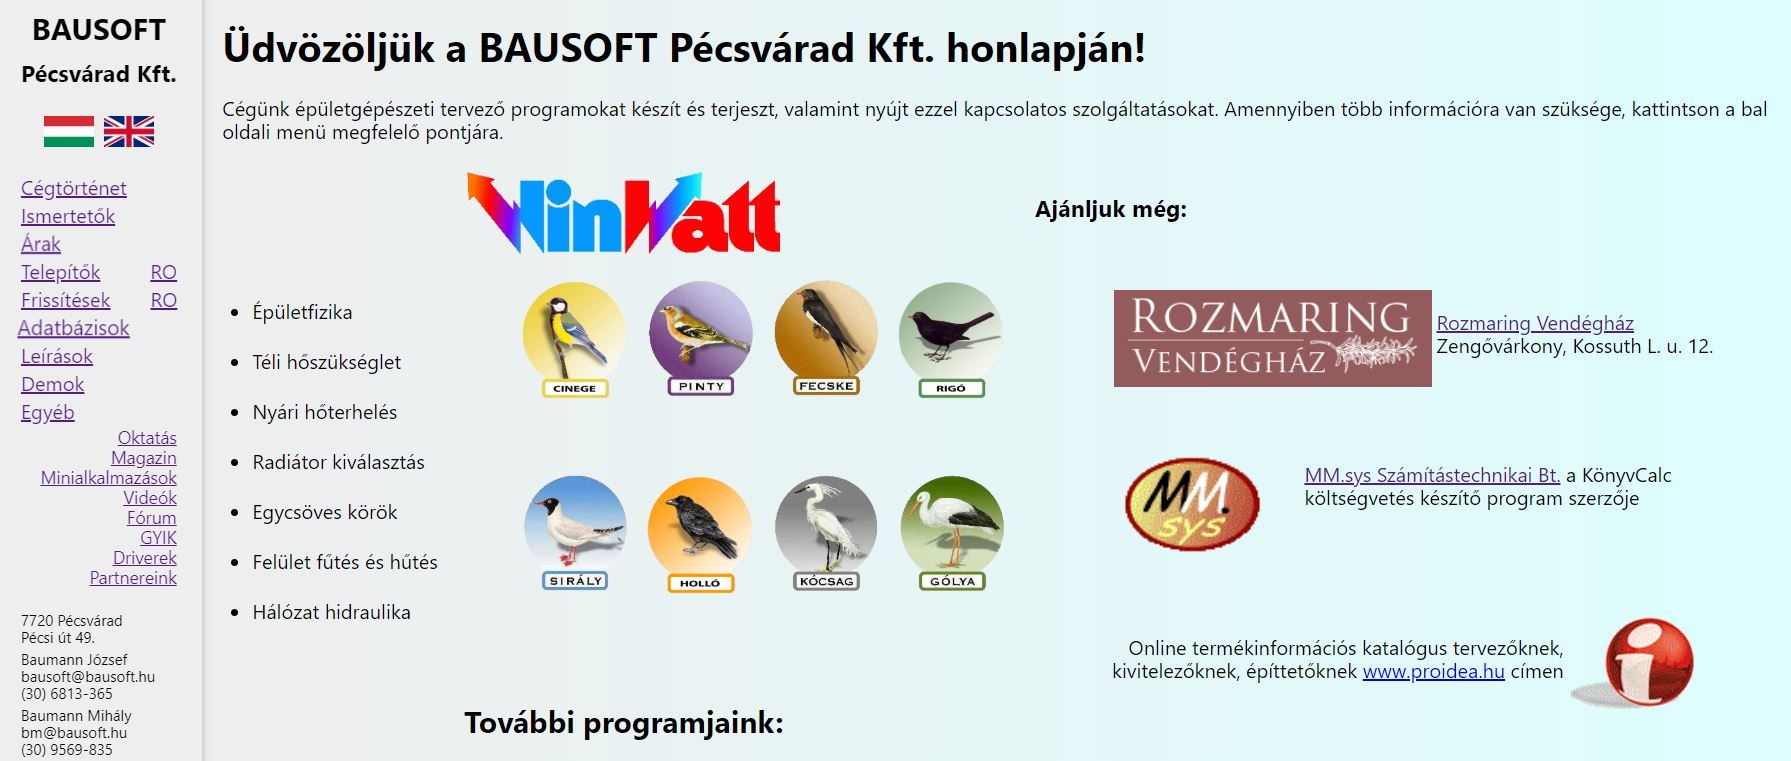 BAUSOFT
Pécsvárad Kft.
Cégtörténet
Ismertetők
Árak
Telepítők RO
Frissítések RO
Adatbázisok
Leírások
Demok
Egyéb
Oktatás
Magazin
Minialkalmazások
Videók
Fórum
GYIK
Driverek
Partnereink
7720 Pécsvárad
Pécsi út 49.
Baumann József
bausoft@bausoft.hu
(30) 6813-365
Baumann Mihály
bm@bausoft.hu
(30) 9569-835
Üdvözöljük a BAUSOFT Pécsvárad Kft. honlapján!
Cégünk épületgépészeti tervező programokat készít és terjeszt, valamint nyújt ezzel kapcsolatos szolgáltatásokat. Amennyiben több információra van szüksége, kattintson a bal
oldali menü megfelelő pontjára.
WinWatt
• Épületfizika
• Téli hőszükséglet
• Nyári hőterhelés
• Radiátor kiválasztás
• Egycsöves körök
• Felület fűtés és hűtés
• Hálózat hidraulika
CINEGE PINTY FECSKE RIGÓ
SIRÁLY HOLLÓ KÓCSAG GÓLYA
További programjaink:
Ajánljuk még:
ROZMARING
VENDÉGHÁZ
Rozmaring Vendégház
Zengővárkony, Kossuth L. u. 12.
MM.
sys
MM.sys Számítástechnikai Bt. a KönyvCalc
költségvetés készítő program szerzője
Online termékinformációs katalógus tervezőknek,
kivitelezőknek, építtetőknek www.proidea.hu címen
i